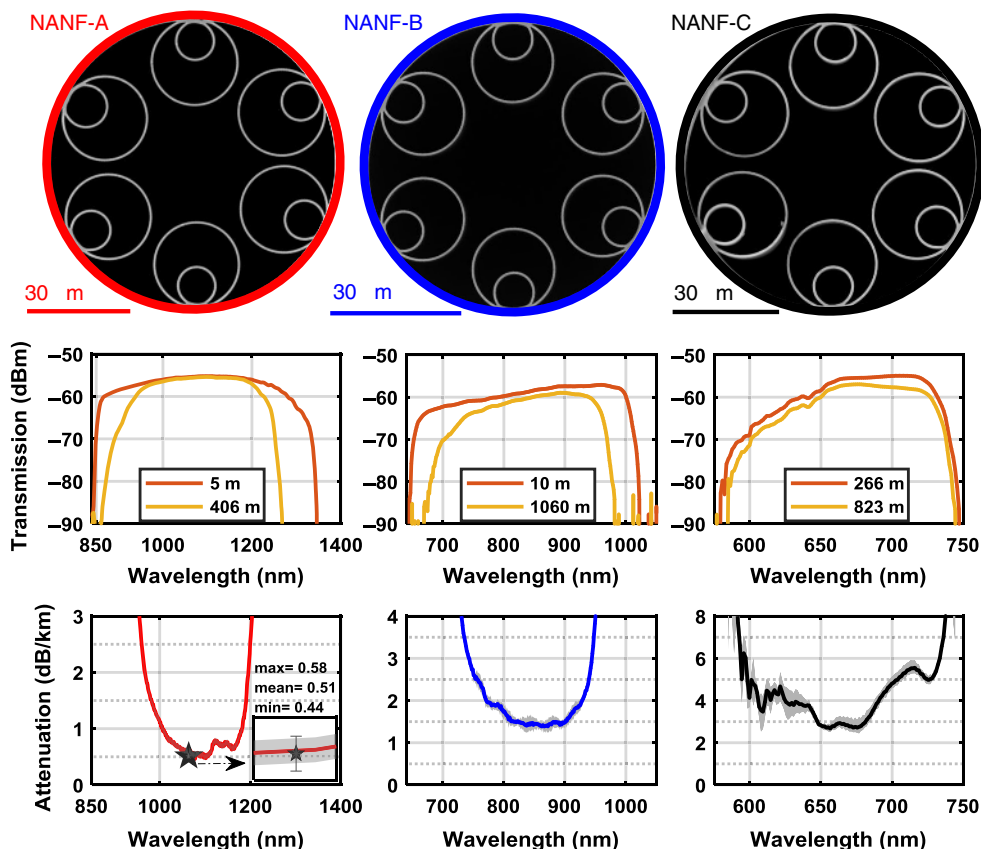 NANF-A NANF-B NANF-C
30 m 30 m 30 m
Transmission (dBm)
−50 −50 −50
−60 −60 −60
−70 −70 −70
−80 −80 −80
−90 −90 −90
5 m 10 m 266 m
406 m 1060 m 823 m
850 1000 1200 1400 700 800 900 1000 600 650 700 750
Wavelength (nm) Wavelength (nm) Wavelength (nm)
Attenuation (dB/km)
3 4 8
2 3 6
1 2 4
0 1 2
0 0
max= 0.58
mean= 0.51
min= 0.44
850 1000 1200 1400 700 800 900 1000 600 650 700 750
Wavelength (nm) Wavelength (nm) Wavelength (nm)